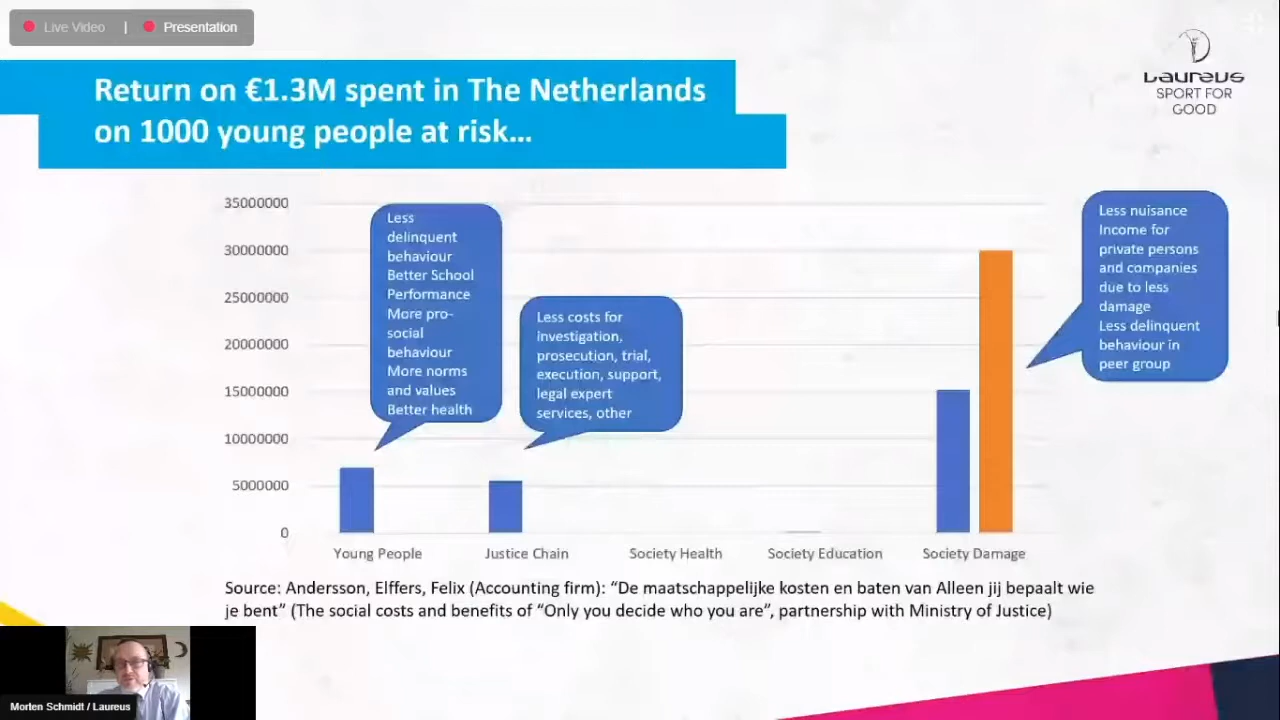 Live Video | Presentation
Return on €1.3M spent in The Netherlands
on 1000 young people at risk…
Laureus
SPORT FOR
GOOD
35000000
30000000
25000000
20000000
15000000
10000000
5000000
0
Less
delinquent
behaviour
Better School
Performance
More pro-
social
behaviour
More norms
and values
Better health
Less costs for
investigation,
prosecution, trial,
execution, support,
legal expert
services, other
Less nuisance
Income for
private persons
and companies
due to less
damage
Less delinquent
behaviour in
peer group
Young People
Justice Chain
Society Health
Society Education
Society Damage
Source: Andersson, Elffers, Felix (Accounting firm): “De maatschappelijke kosten en baten van Alleen jij bepaalt wie
je bent” (The social costs and benefits of “Only you decide who you are”, partnership with Ministry of Justice)
Morten Schmidt / Laureus